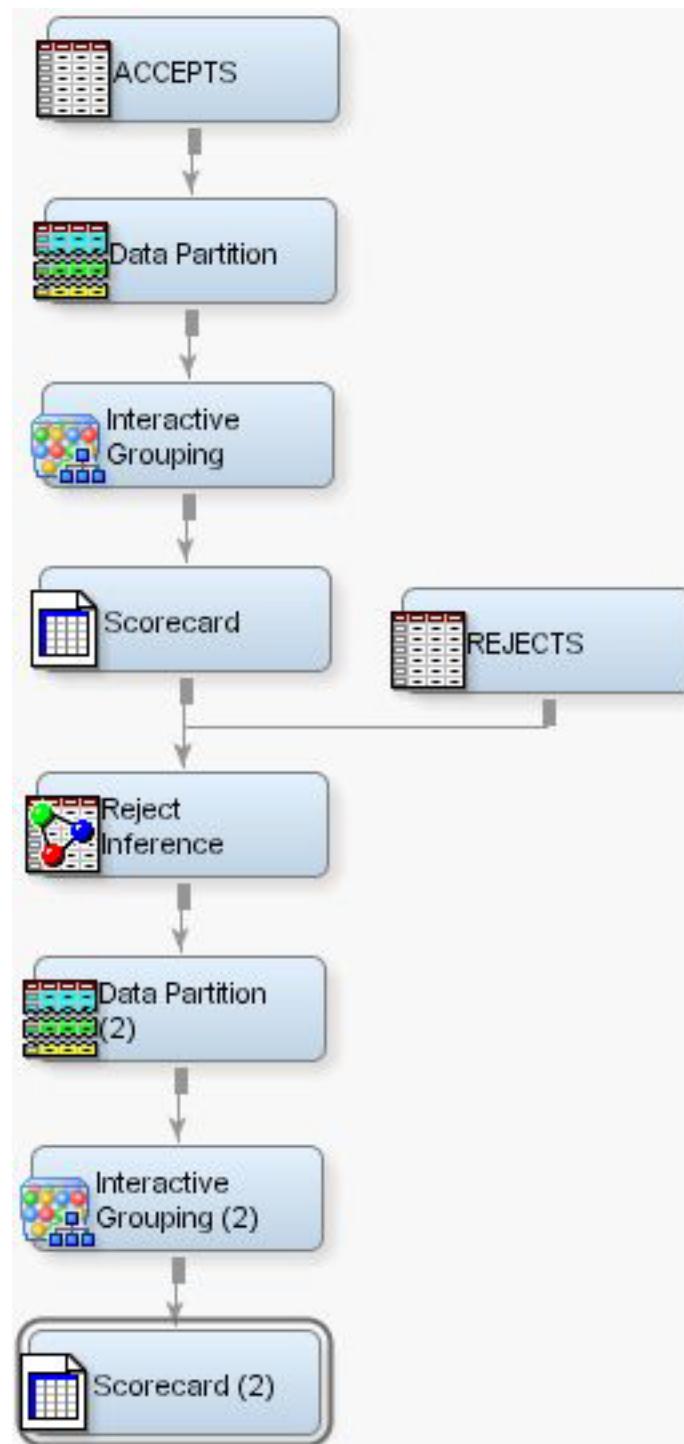 ACCEPTS
Data Partition
Interactive
Grouping
Scorecard
REJECTS
Reject
Inference
Data Partition
(2)
Interactive
Grouping (2)
Scorecard (2)